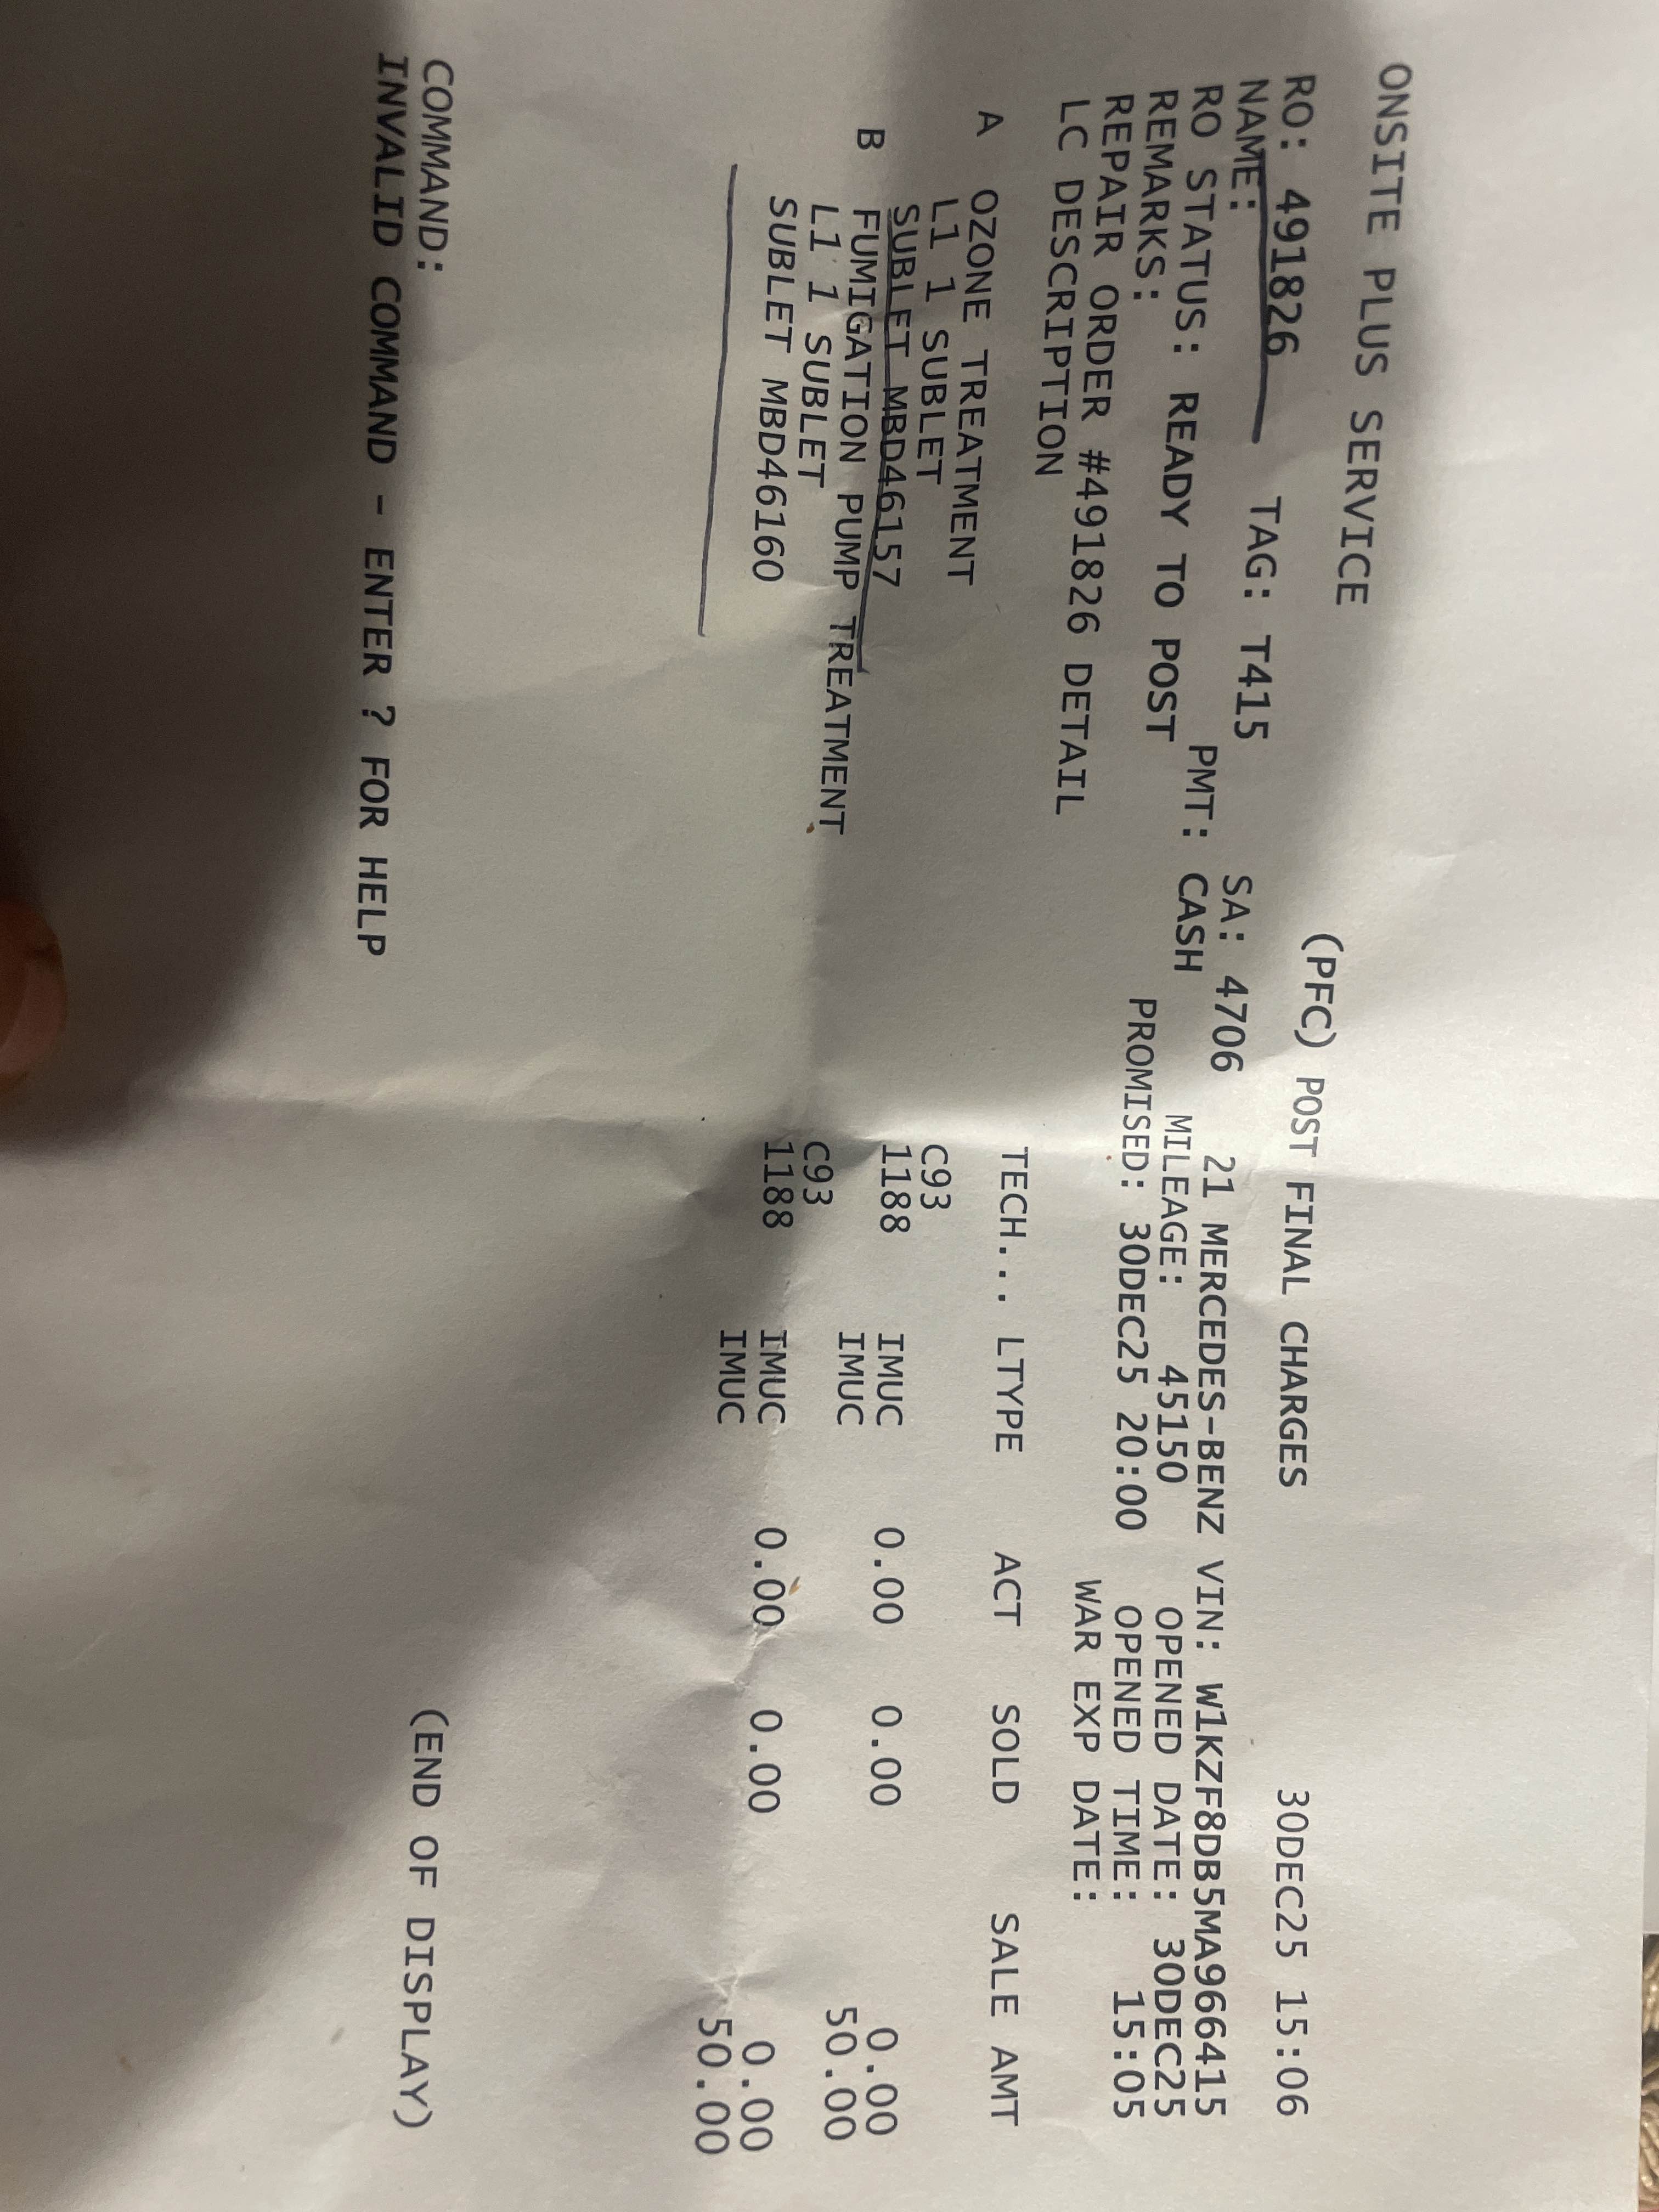 ONSITE PLUS SERVICE (PFC) POST FINAL CHARGES 30DEC25 15:06
RO: 491826 TAG: T415 SA: 4706 21 MERCEDES-BENZ VIN: W1KZF8DB5MA966415
NAME: PMT: CASH MILEAGE: 45150 OPENED DATE: 30DEC25
RO STATUS: READY TO POST PROMISED: 30DEC25 20:00 OPENED TIME: 15:05
REMARKS: WAR EXP DATE:
REPAIR ORDER #491826 DETAIL
LC DESCRIPTION TECH... LTYPE ACT SOLD SALE AMT
A OZONE TREATMENT
L1 1 SUBLET C93 1188 IMUC 0.00 0.00 0.00
SUBLET MBD46157 IMUC 50.00
B FUMIGATION PUMP TREATMENT
L1 1 SUBLET C93 1188 IMUC 0.00 0.00 0.00
SUBLET MBD46160 IMUC 50.00
(END OF DISPLAY)
COMMAND:
INVALID COMMAND - ENTER ? FOR HELP